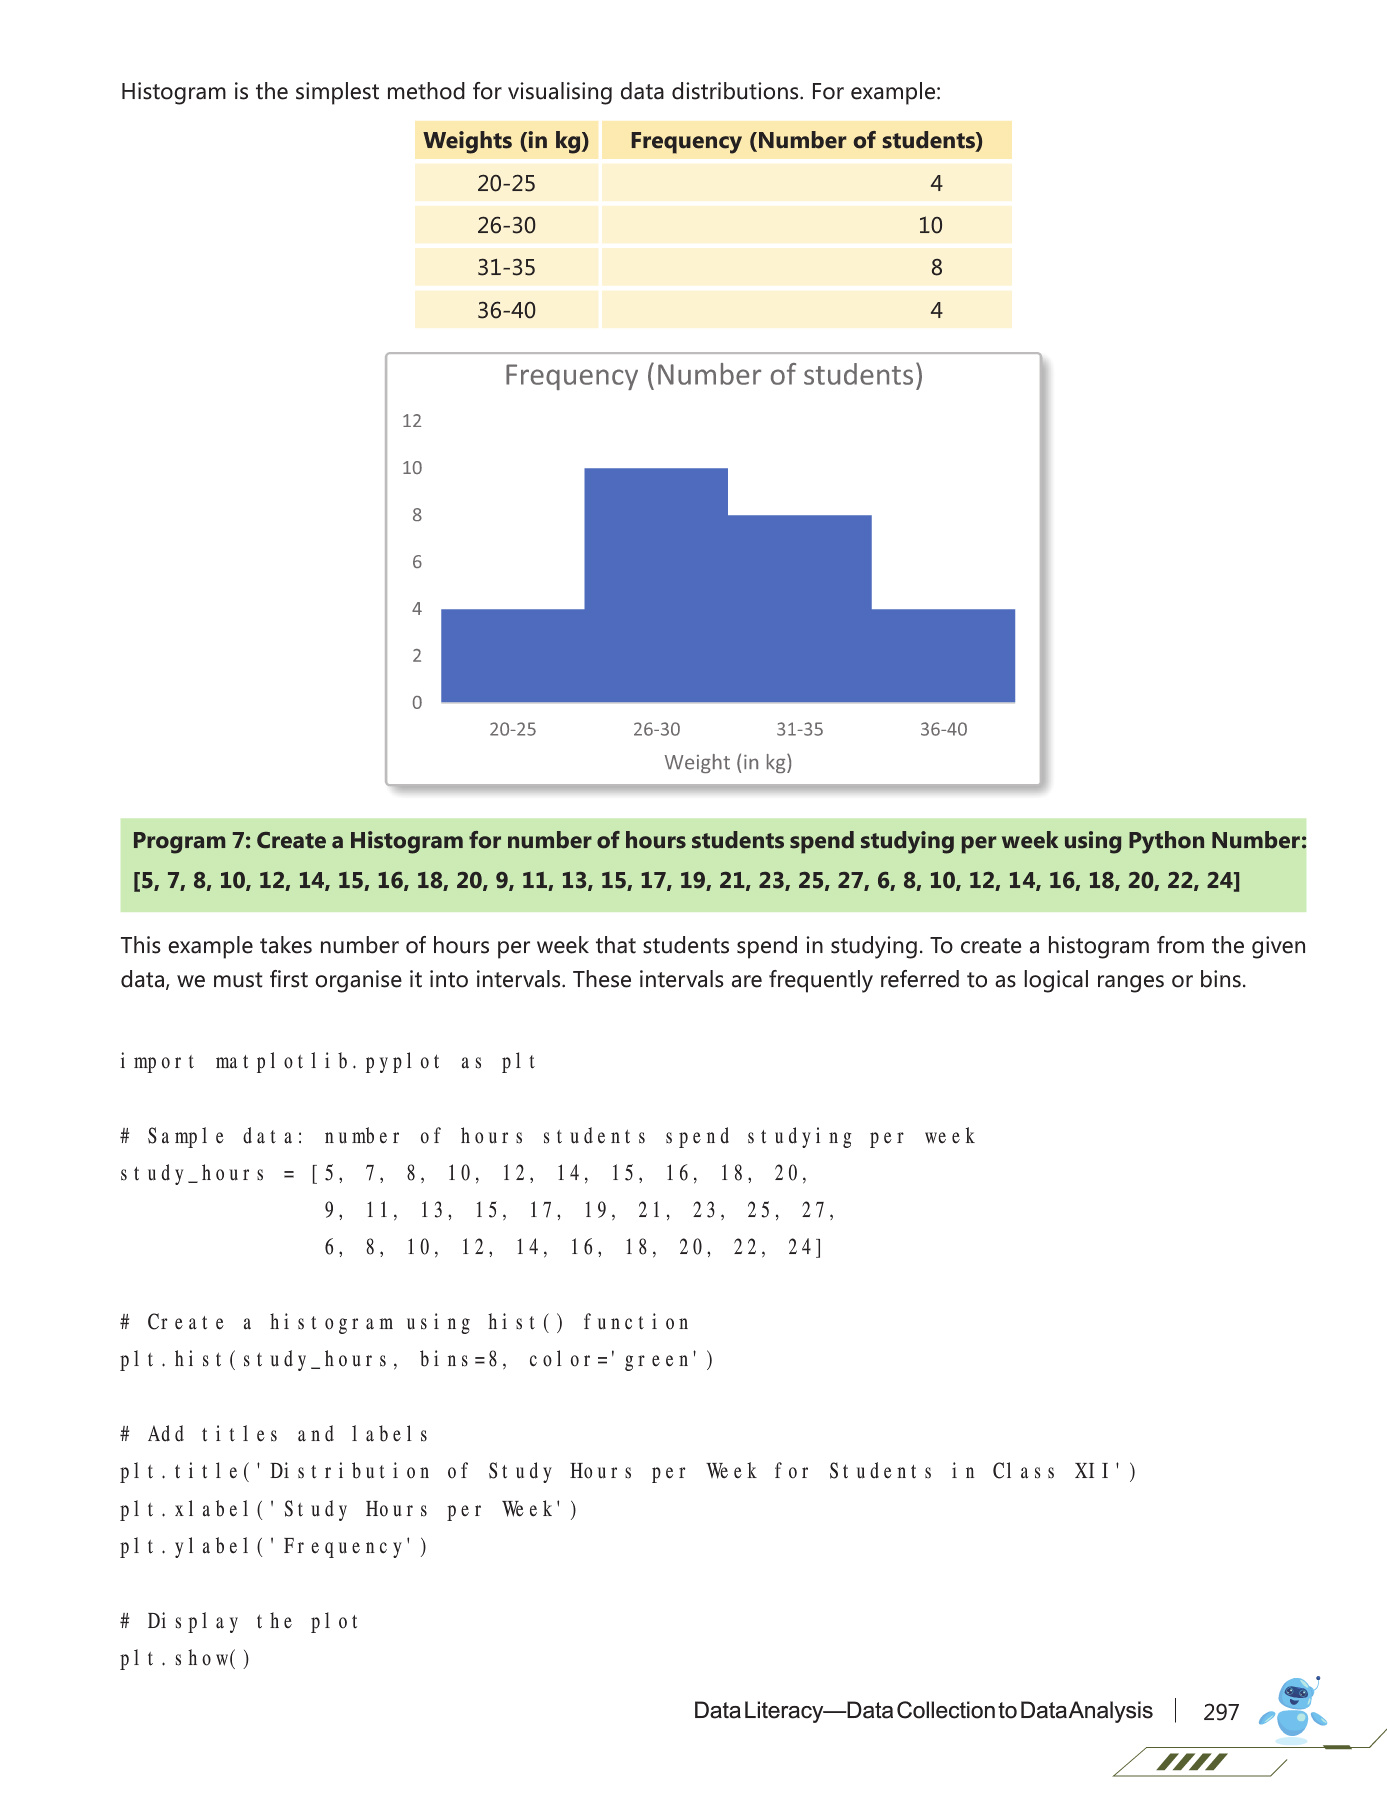 Histogram is the simplest method for visualising data distributions. For example:
Weights (in kg) Frequency (Number of students)
20-25 4
26-30 10
31-35 8
36-40 4
Frequency (Number of students)
12
10
8
6
4
2
0
20-25 26-30 31-35 36-40
Weight (in kg)
Program 7: Create a Histogram for number of hours students spend studying per week using Python Number:
[5, 7, 8, 10, 12, 14, 15, 16, 18, 20, 9, 11, 13, 15, 17, 19, 21, 23, 25, 27, 6, 8, 10, 12, 14, 16, 18, 20, 22, 24]
This example takes number of hours per week that students spend in studying. To create a histogram from the given
data, we must first organise it into intervals. These intervals are frequently referred to as logical ranges or bins.
import matplotlib.pyplot as plt
# Sample data: number of hours students spend studying per week
study_hours = [5, 7, 8, 10, 12, 14, 15, 16, 18, 20,
9, 11, 13, 15, 17, 19, 21, 23, 25, 27,
6, 8, 10, 12, 14, 16, 18, 20, 22, 24]
# Create a histogram using hist() function
plt.hist(study_hours, bins=8, color='green')
# Add titles and labels
plt.title('Distribution of Study Hours per Week for Students in Class XII')
plt.xlabel('Study Hours per Week')
plt.ylabel('Frequency')
# Display the plot
plt.show()
Data Literacy—Data Collection to Data Analysis 297